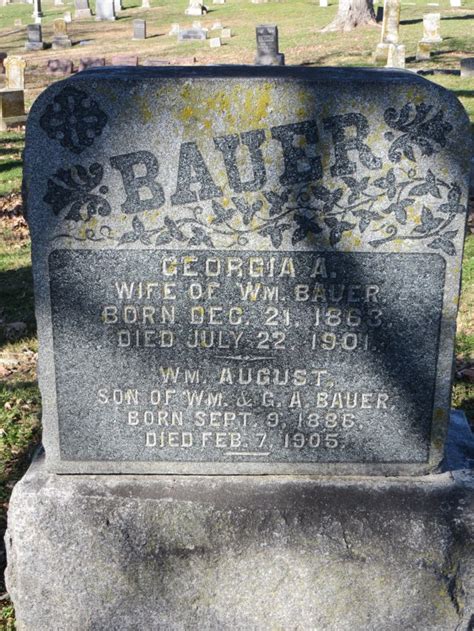 BAUER
GEORGIA A.
WIFE OF WM. BAUER
BORN DEC. 21, 1863.
DIED JULY 22, 1901.
WM. AUGUST,
SON OF WM. & G. A. BAUER,
BORN SEPT. 9, 1886.
DIED FEB. 7, 1905.